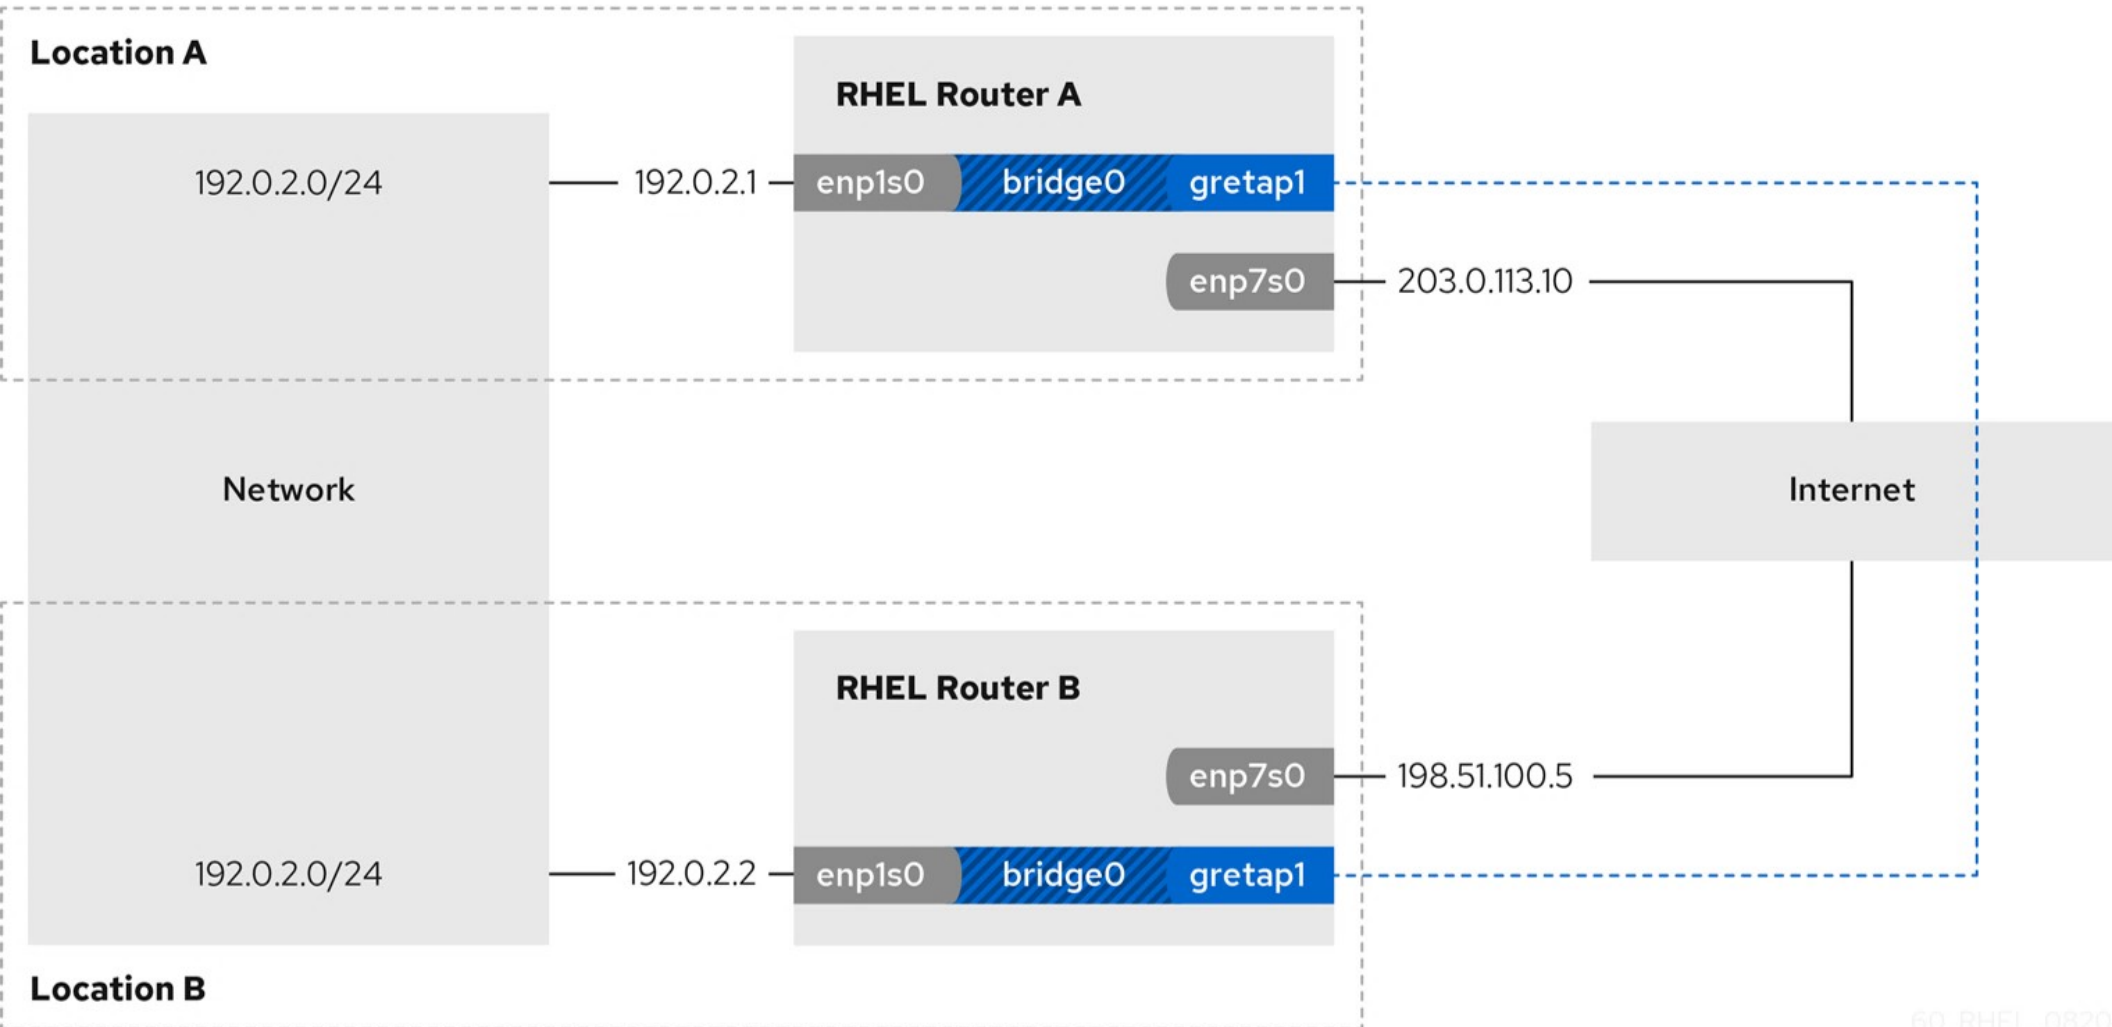 Location A
RHEL Router A
192.0.2.0/24
192.0.2.1
enp1s0
bridge0
gretap1
enp7s0
203.0.113.10
Network
Internet
RHEL Router B
enp7s0
198.51.100.5
192.0.2.0/24
192.0.2.2
enp1s0
bridge0
gretap1
Location B
60_RHEL_0820